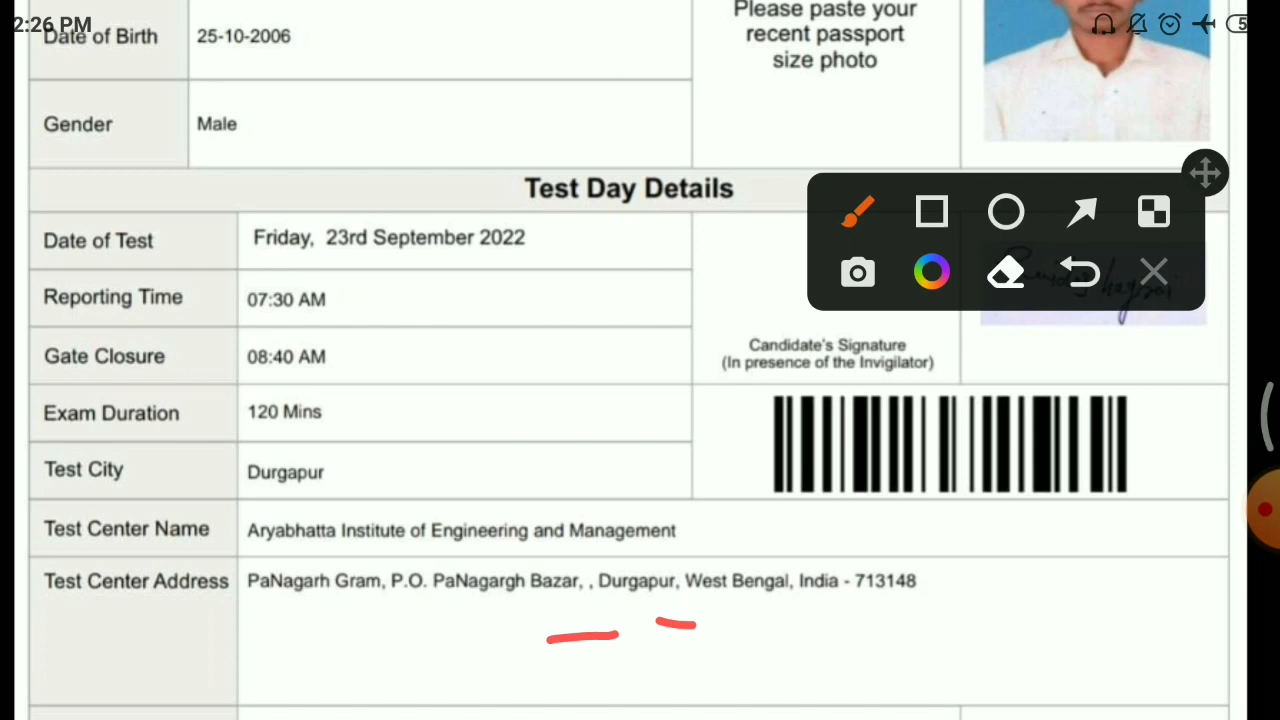 2:26 PM
5
Date of Birth 25-10-2006
Please paste your
recent passport
size photo
Gender Male
Test Day Details
Date of Test Friday, 23rd September 2022
Reporting Time 07:30 AM
Gate Closure 08:40 AM
Candidate's Signature
(In presence of the Invigilator)
Exam Duration 120 Mins
Test City Durgapur
Test Center Name Aryabhatta Institute of Engineering and Management
Test Center Address PaNagarh Gram, P.O. PaNagargh Bazar, , Durgapur, West Bengal, India - 713148